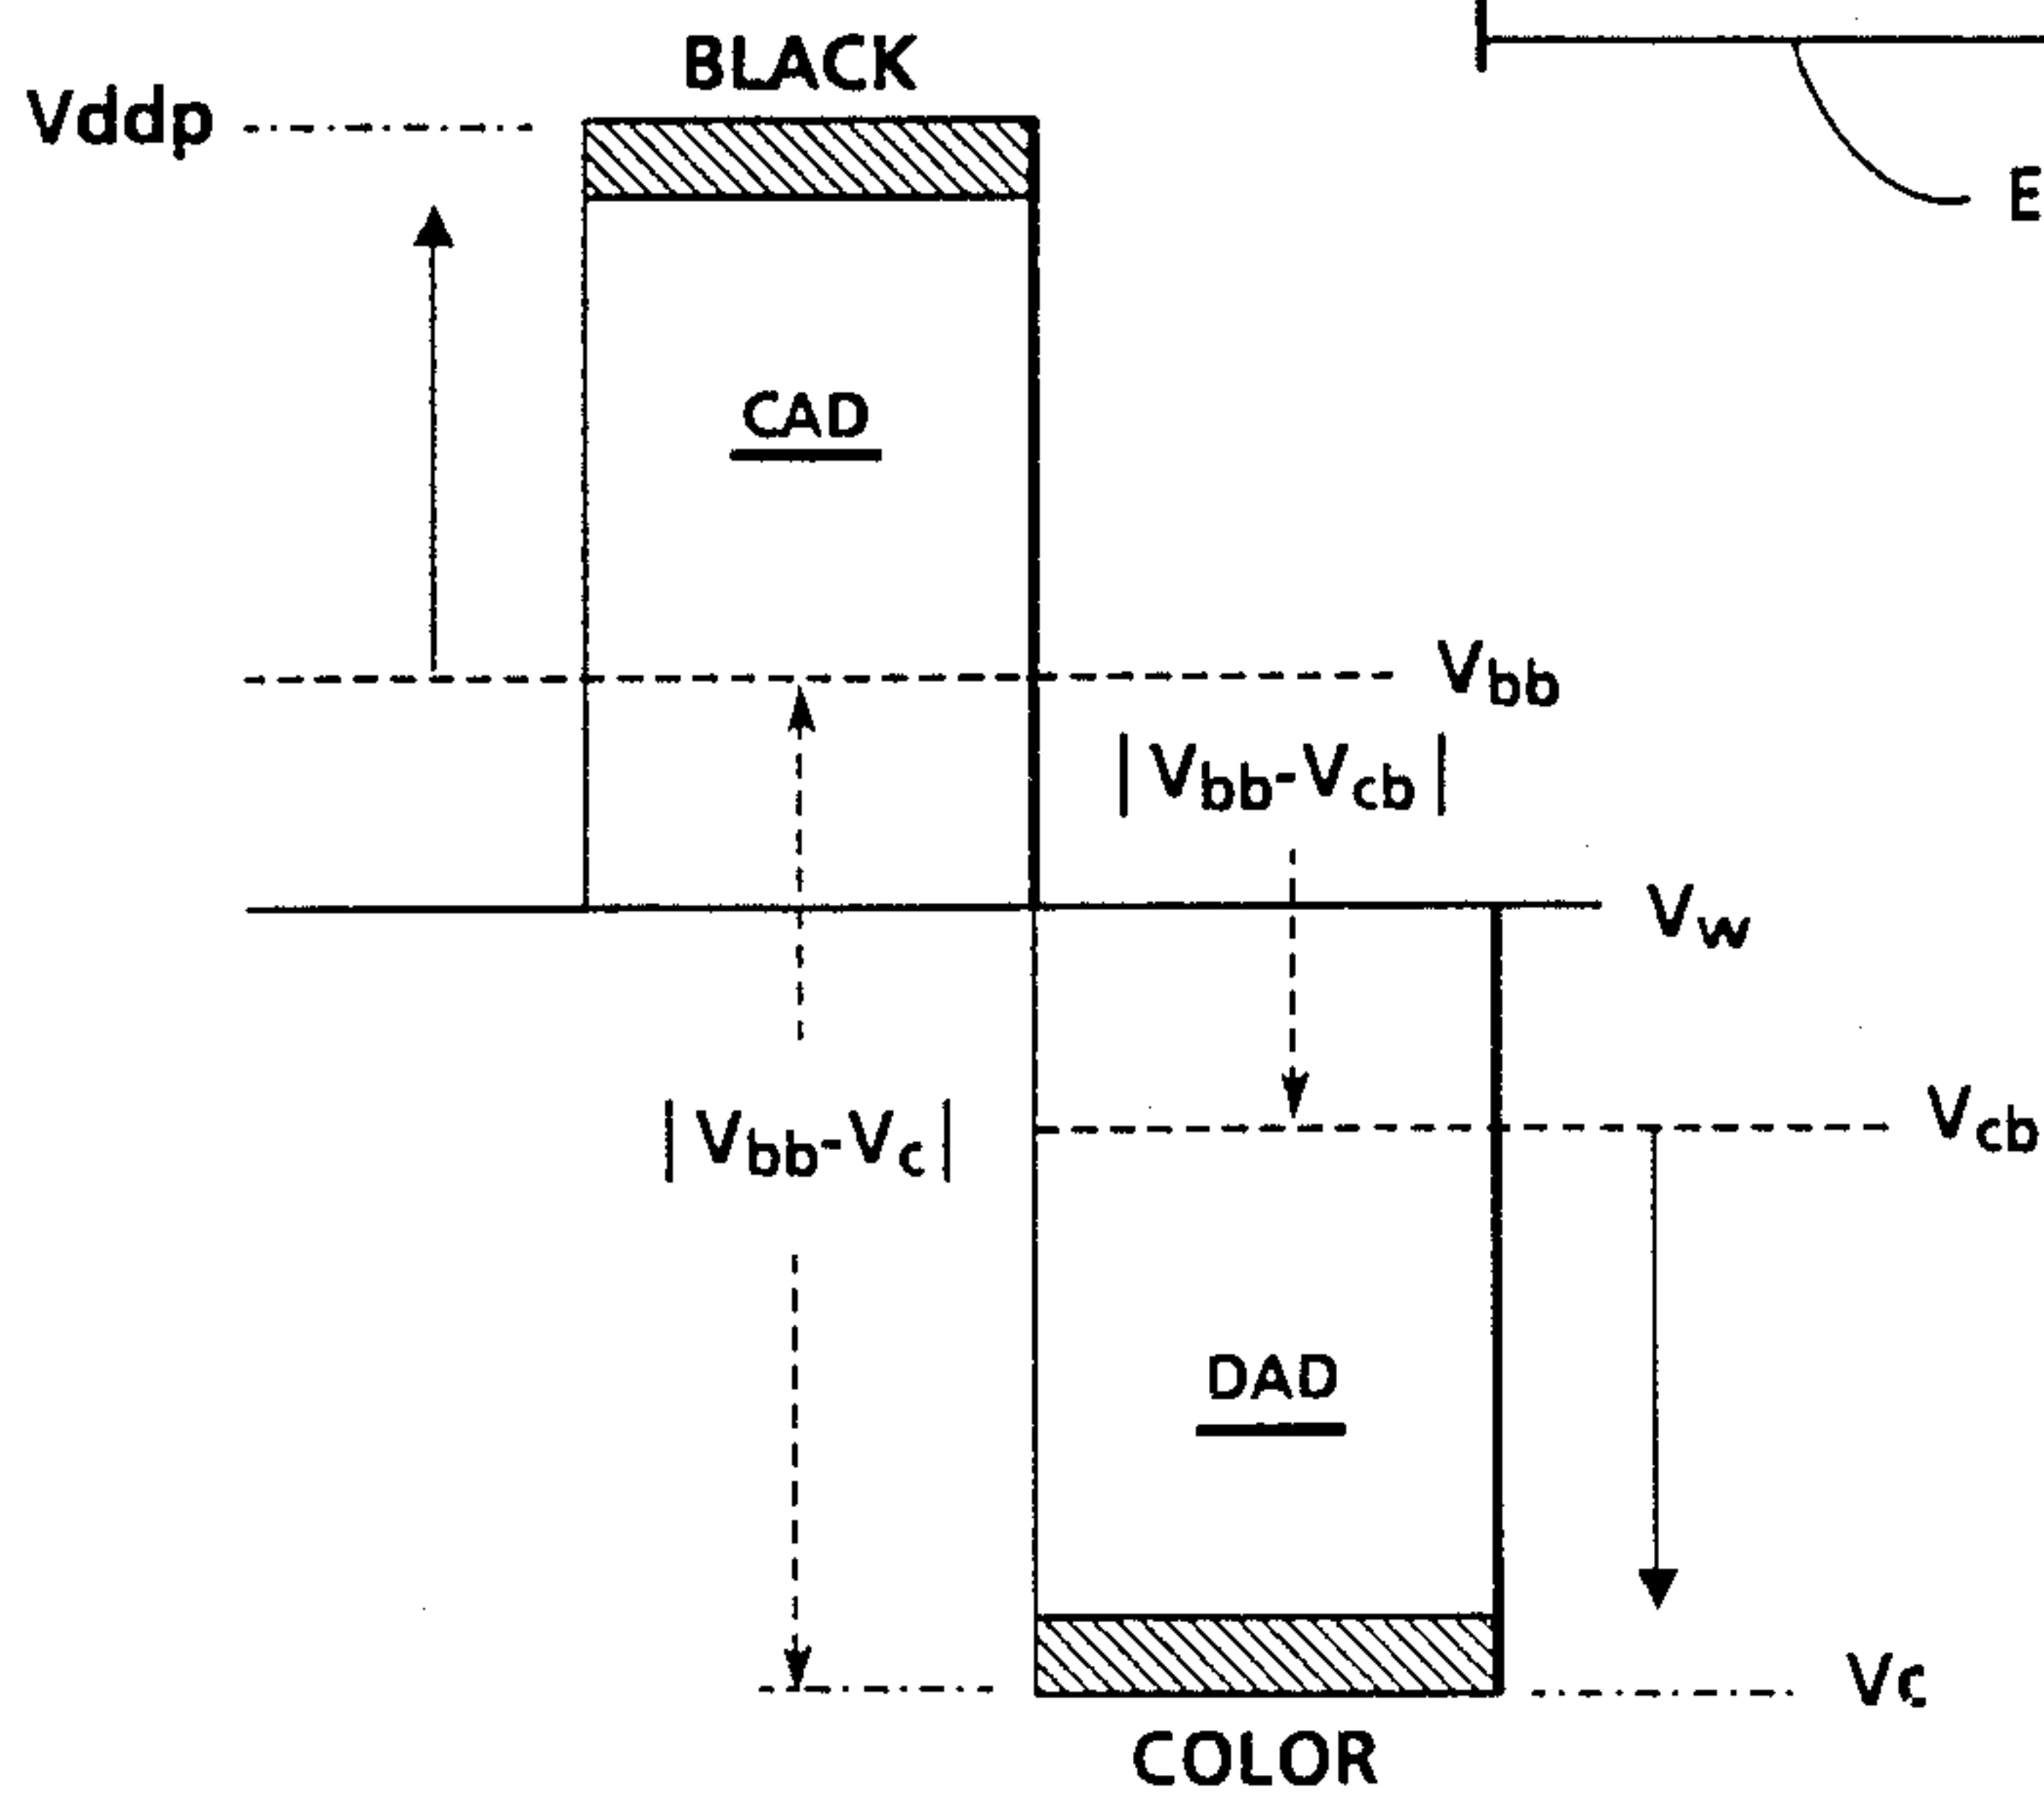 BLACK
Vddp
E
CAD
Vbb
|Vbb-Vcb|
Vw
Vcb
|Vbb-Vc|
DAD
Vc
COLOR